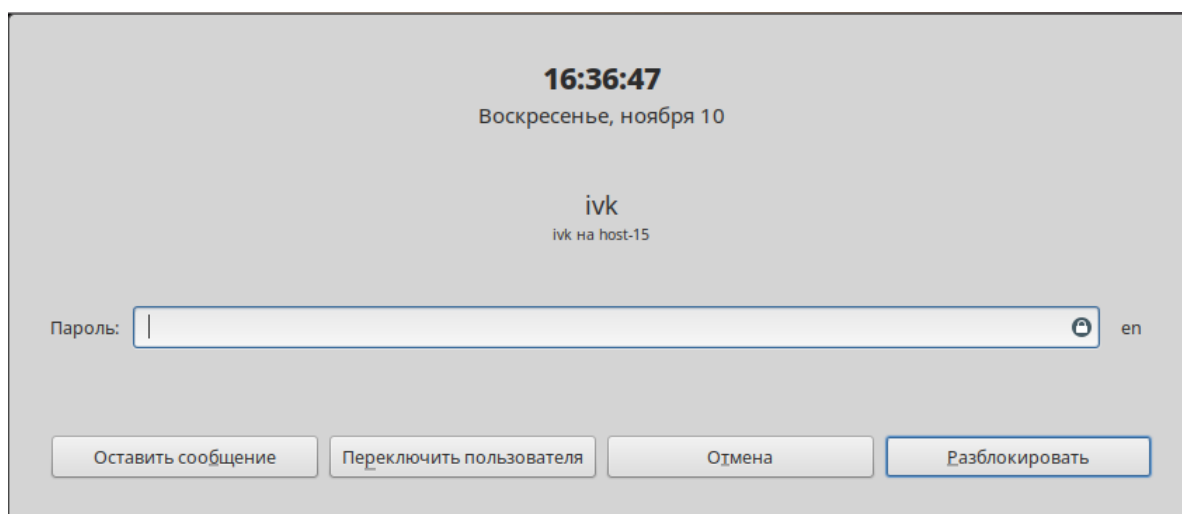 16:36:47
Воскресенье, ноября 10
ivk
ivk на host-15
Пароль: en
Оставить сообщение Переключить пользователя Отмена Разблокировать